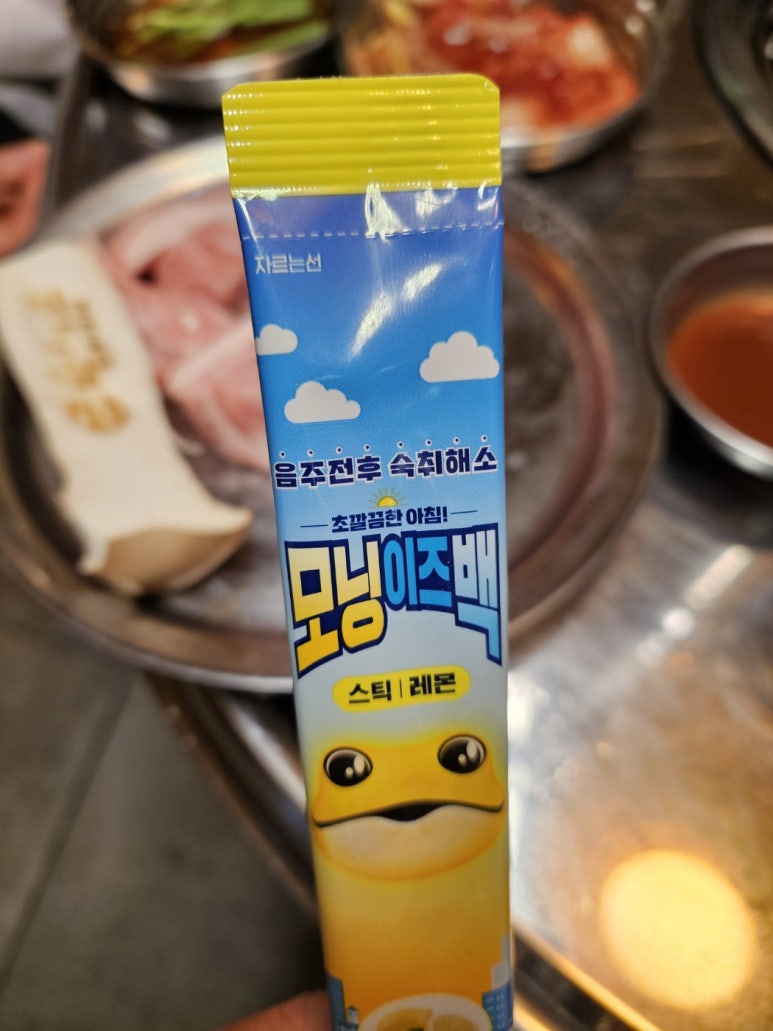 자르는선
음주전후 숙취해소
초깔끔한 아침!
모닝이즈백
스틱 | 레몬